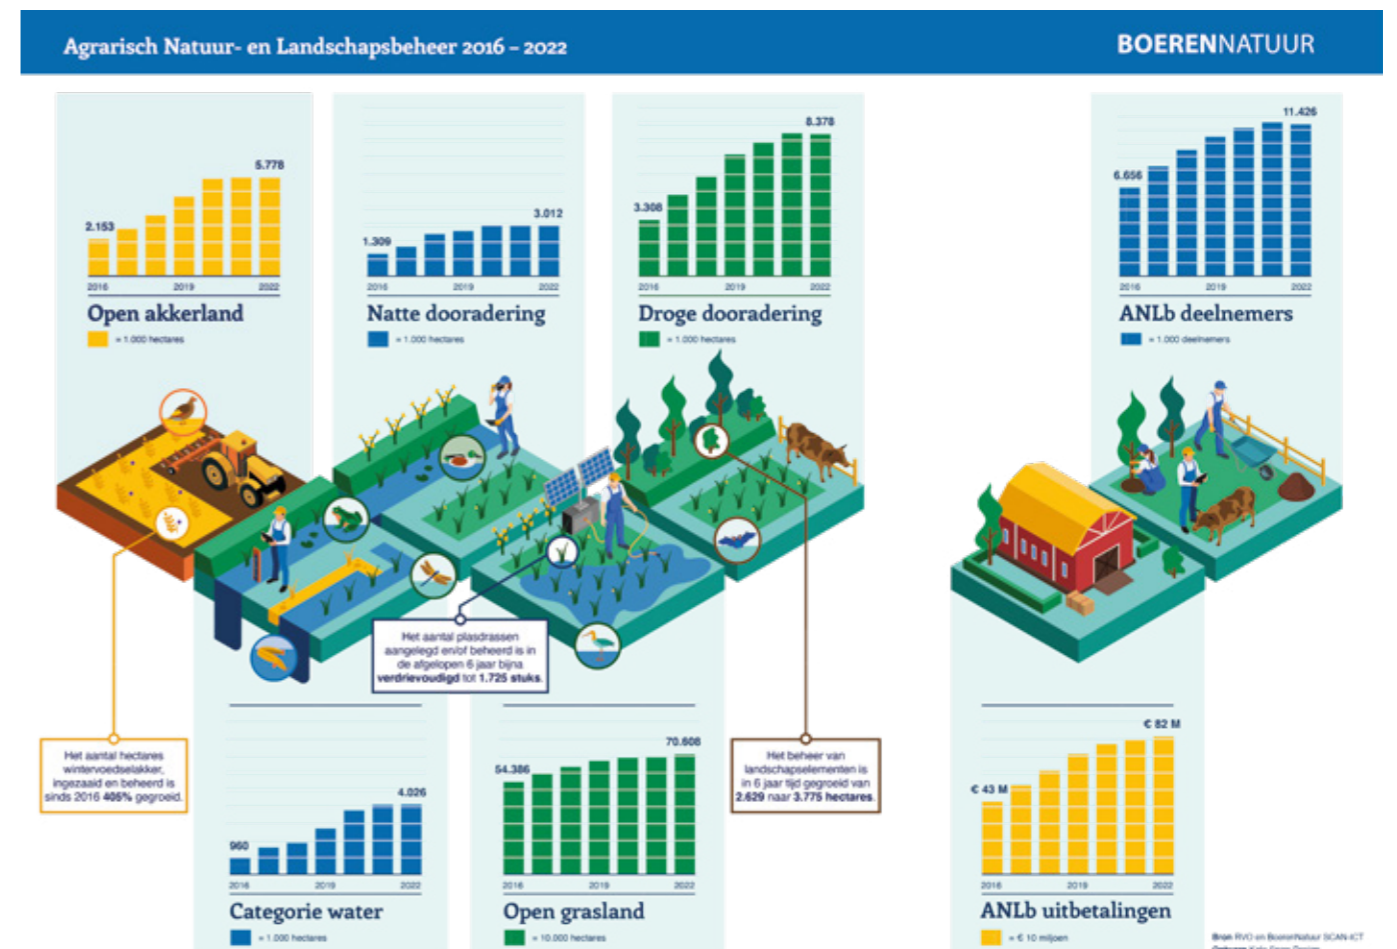 Agrarisch Natuur- en Landschapsbeheer 2016 – 2022
BOERENNATUUR
5.778
2.153
2016 2019 2022
Open akkerland
= 1.000 hectares
3.012
1.309
2016 2019 2022
Natte dooradering
= 1.000 hectares
8.378
3.308
2016 2019 2022
Droge dooradering
= 1.000 hectares
11.426
6.656
2016 2019 2022
ANLb deelnemers
= 1.000 deelnemers
Het aantal plasdrassen
aangelegd en/of beheerd is in
de afgelopen 6 jaar bijna
verdrievoudigd tot 1.725 stuks.
Het aantal hectares
wintervoedselakker,
ingezaaid en beheerd is
sinds 2016 405% gegroeid.
4.026
960
2016 2019 2022
Categorie water
= 1.000 hectares
70.608
54.386
2016 2019 2022
Open grasland
= 10.000 hectares
Het beheer van
landschapselementen is
in 6 jaar tijd gegroeid van
2.629 naar 3.775 hectares.
€ 82 M
€ 43 M
2016 2019 2022
ANLb uitbetalingen
= € 10 miljoen
Bron RVO en BoerenNatuur SCAN-ICT